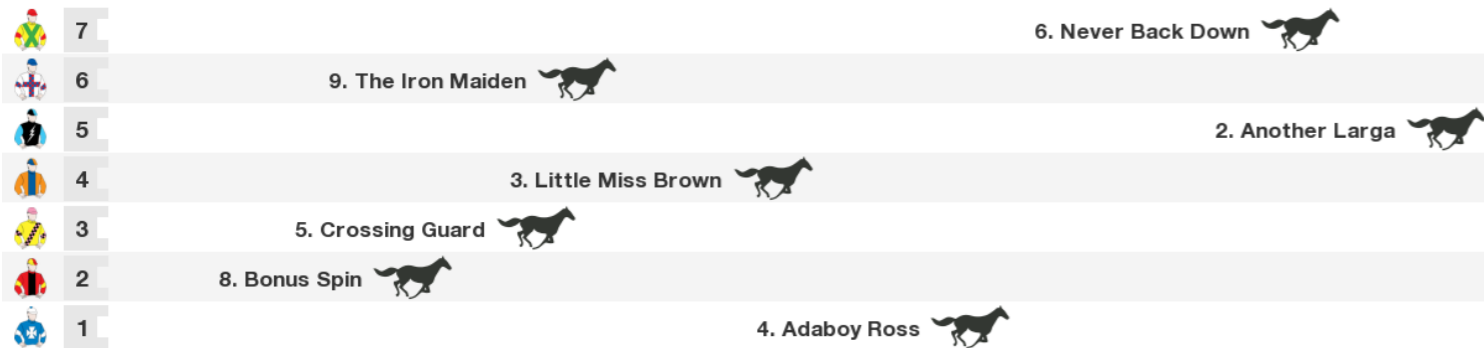 7 6. Never Back Down
6 9. The Iron Maiden
5 2. Another Larga
4 3. Little Miss Brown
3 5. Crossing Guard
2 8. Bonus Spin
1 4. Adaboy Ross